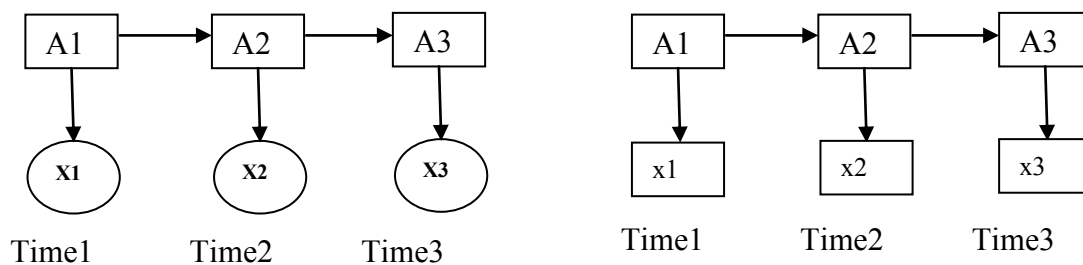 A1 A2 A3 A1 A2 A3
X1 X2 X3 x1 x2 x3
Time1 Time2 Time3 Time1 Time2 Time3